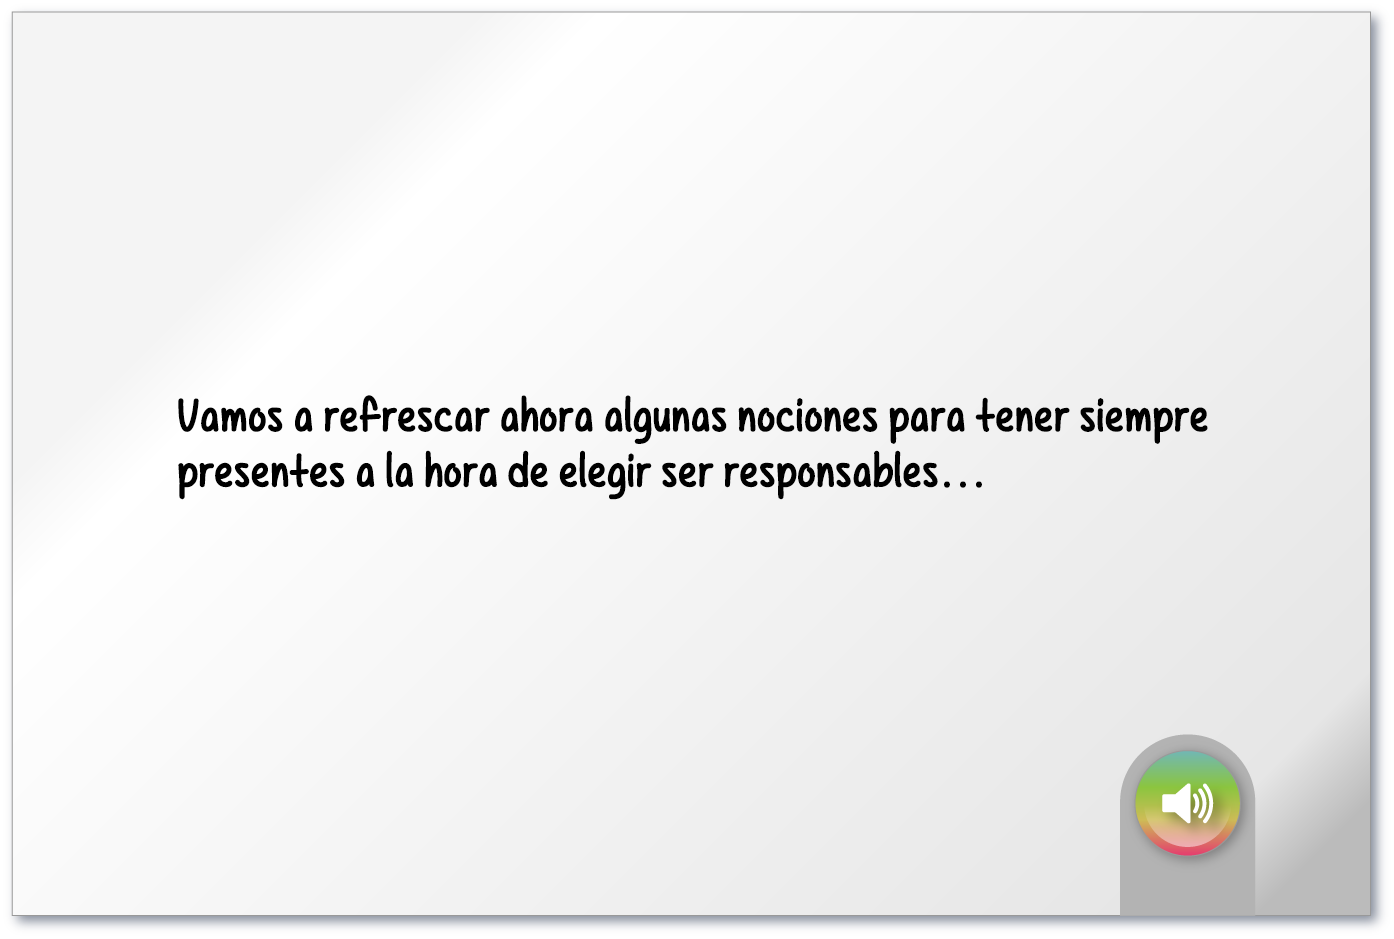 Vamos a refrescar ahora algunas nociones para tener siempre
presentes a la hora de elegir ser responsables...